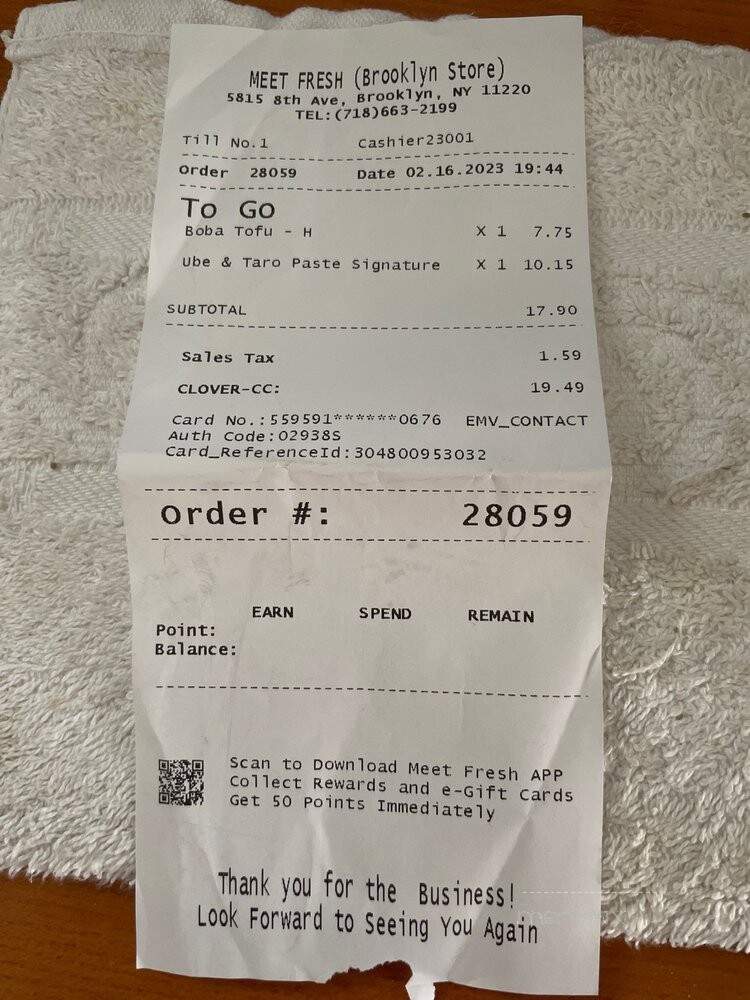 MEET FRESH (Brooklyn Store)
5815 8th Ave, Brooklyn, NY 11220
TEL:(718)663-2199
Till No.1 Cashier23001
Order 28059 Date 02.16.2023 19:44
To Go
Boba Tofu - H X 1 7.75
Ube & Taro Paste Signature X 1 10.15
SUBTOTAL 17.90
Sales Tax 1.59
CLOVER-CC: 19.49
Card No.:559591******0676 EMV_CONTACT
Auth Code:02938S
Card_ReferenceId:304800953032
Order #: 28059
EARN SPEND REMAIN
Point:
Balance:
Scan to Download Meet Fresh APP
Collect Rewards and e-Gift Cards
Get 50 Points Immediately
Thank you for the Business!
Look Forward to Seeing You Again